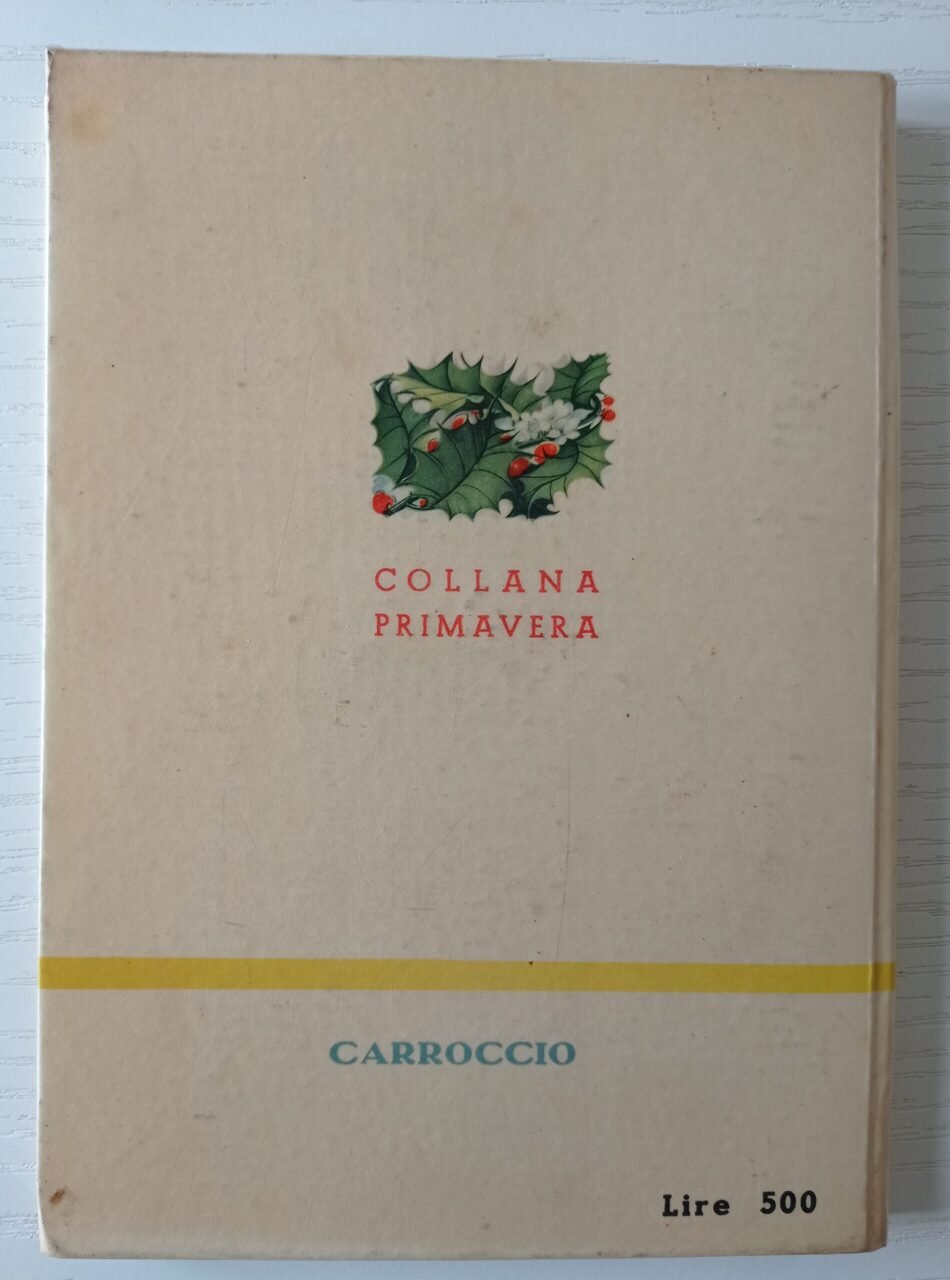 COLLANA
PRIMAVERA
CARROCCIO
Lire 500